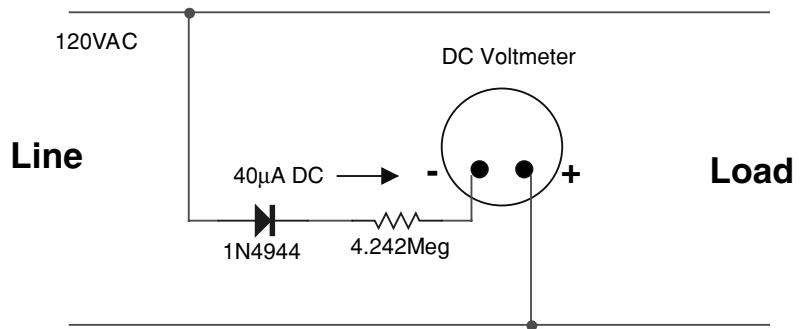 120VAC
DC Voltmeter
Line
40μA DC
-
+
Load
1N4944
4.242Meg